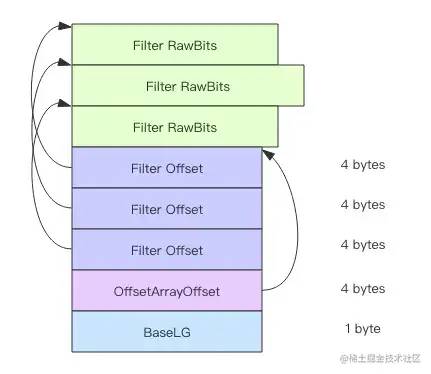 Filter RawBits
Filter RawBits
Filter RawBits
Filter Offset 4 bytes
Filter Offset 4 bytes
Filter Offset 4 bytes
OffsetArrayOffset 4 bytes
BaseLG 1 byte
@稀土掘金技术社区